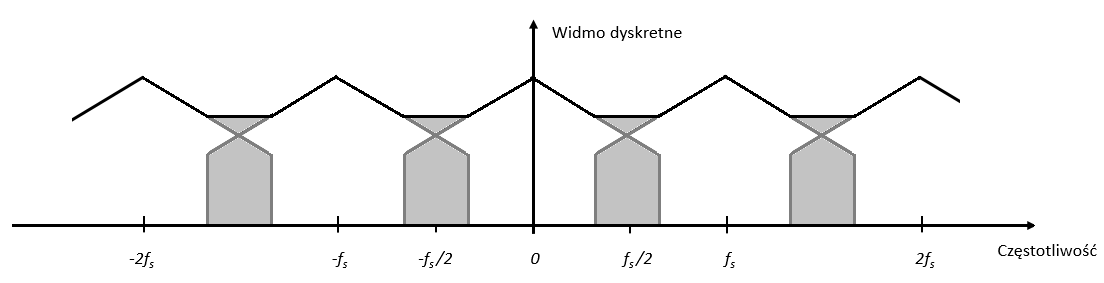 Widmo dyskretne
-2fs -fs -fs/2 0 fs/2 fs 2fs
Częstotliwość